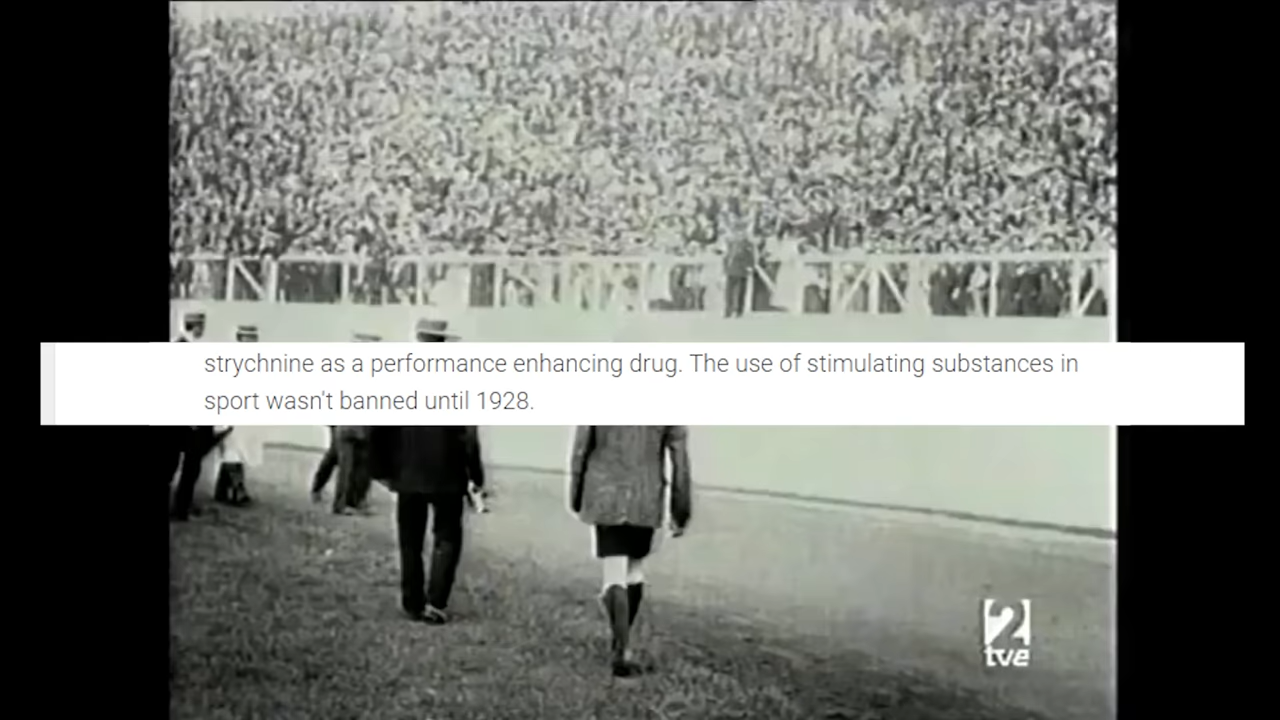 strychnine as a performance enhancing drug. The use of stimulating substances in
sport wasn't banned until 1928.
2
tve